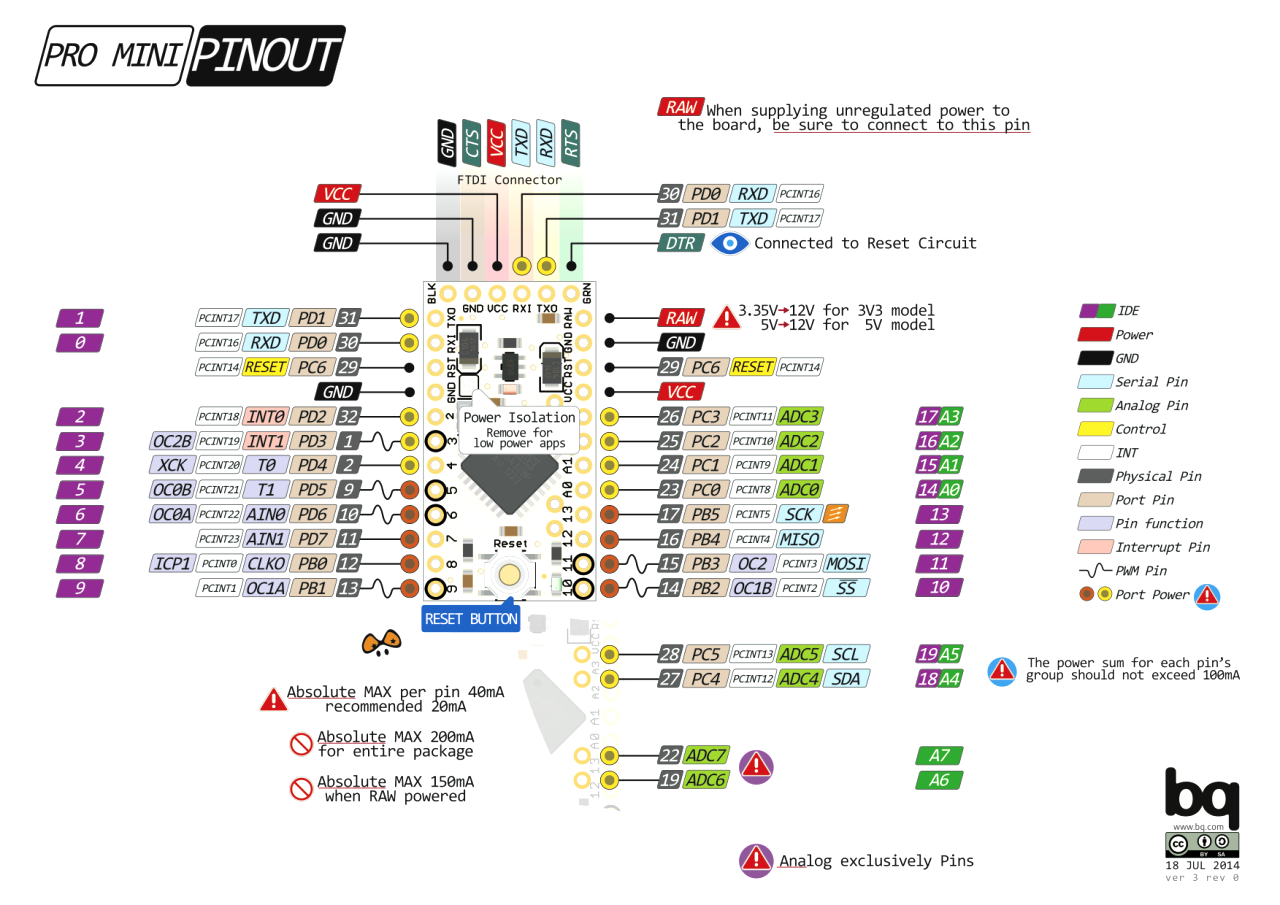 PRO MINI PINOUT
RAW When supplying unregulated power to
the board, be sure to connect to this pin
GND CTS VCC TXD RXD RTS
FTDI Connector
VCC
GND
GND
30 PD0 RXD PCINT16
31 PD1 TXD PCINT17
DTR Connected to Reset Circuit
BLK GND VCC RXI TXO GRN
1 PCINT17 TXD PD1 31
0 PCINT16 RXD PD0 30
PCINT14 RESET PC6 29
GND
2 PCINT18 INT0 PD2 32
3 OC2B PCINT19 INT1 PD3 1
4 XCK PCINT20 T0 PD4 2
5 OC0B PCINT21 T1 PD5 9
6 OC0A PCINT22 AIN0 PD6 10
7 PCINT23 AIN1 PD7 11
8 ICP1 PCINT0 CLKO PB0 12
9 PCINT1 OC1A PB1 13
TXO RXI RST GND 2 3 4 5 6 7 8 9
Power Isolation
Remove for
low power apps
Reset
RESET BUTTON
RAW GND RST VCC A1 A0 13 12 11 10
RAW 3.35V→12V for 3V3 model
5V→12V for 5V model
GND
29 PC6 RESET PCINT14
VCC
26 PC3 PCINT11 ADC3 17 A3
25 PC2 PCINT10 ADC2 16 A2
24 PC1 PCINT9 ADC1 15 A1
23 PC0 PCINT8 ADC0 14 A0
17 PB5 PCINT5 SCK 13
16 PB4 PCINT4 MISO 12
15 PB3 OC2 PCINT3 MOSI 11
14 PB2 OC1B PCINT2 SS 10
28 PC5 PCINT13 ADC5 SCL 19 A5
27 PC4 PCINT12 ADC4 SDA 18 A4
22 ADC7 A7
19 ADC6 A6
VCC A3 A2 A1 A0 13 12
IDE
Power
GND
Serial Pin
Analog Pin
Control
INT
Physical Pin
Port Pin
Pin function
Interrupt Pin
PWM Pin
Port Power
The power sum for each pin's
group should not exceed 100mA
Absolute MAX per pin 40mA
recommended 20mA
Absolute MAX 200mA
for entire package
Absolute MAX 150mA
when RAW powered
Analog exclusively Pins
bq
www.bq.com
cc BY SA
18 JUL 2014
ver 3 rev 0